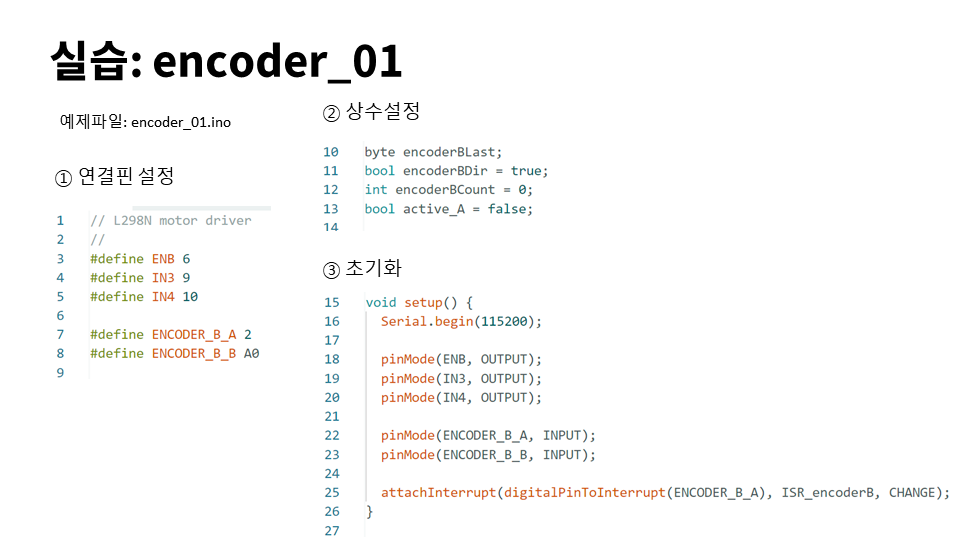 실습: encoder_01
예제파일: encoder_01.ino
① 연결핀 설정
1 // L298N motor driver
2 //
3 #define ENB 6
4 #define IN3 9
5 #define IN4 10
6
7 #define ENCODER_B_A 2
8 #define ENCODER_B_B A0
9
② 상수설정
10 byte encoderBLast;
11 bool encoderBDir = true;
12 int encoderBCount = 0;
13 bool active_A = false;
14
③ 초기화
15 void setup() {
16 Serial.begin(115200);
17
18 pinMode(ENB, OUTPUT);
19 pinMode(IN3, OUTPUT);
20 pinMode(IN4, OUTPUT);
21
22 pinMode(ENCODER_B_A, INPUT);
23 pinMode(ENCODER_B_B, INPUT);
24
25 attachInterrupt(digitalPinToInterrupt(ENCODER_B_A), ISR_encoderB, CHANGE);
26 }
27